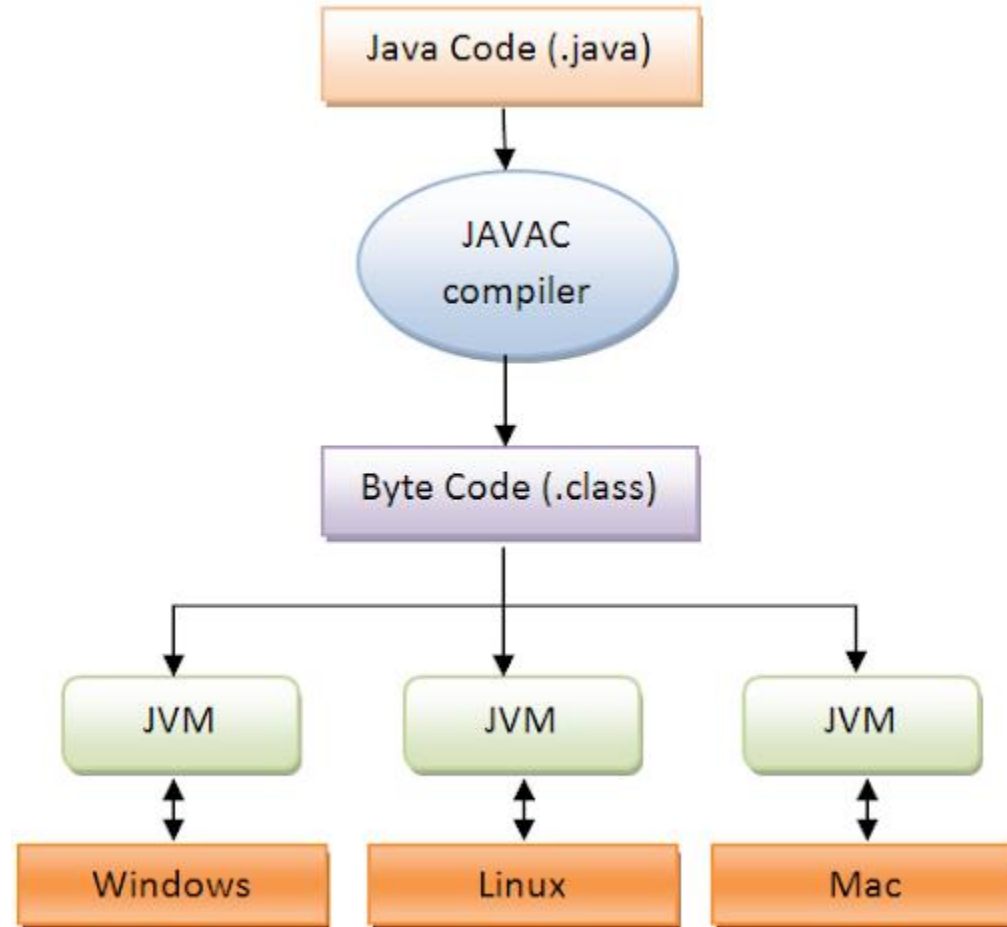 Java Code (.java)
JAVAC
compiler
Byte Code (.class)
JVM
JVM
JVM
Windows
Linux
Mac